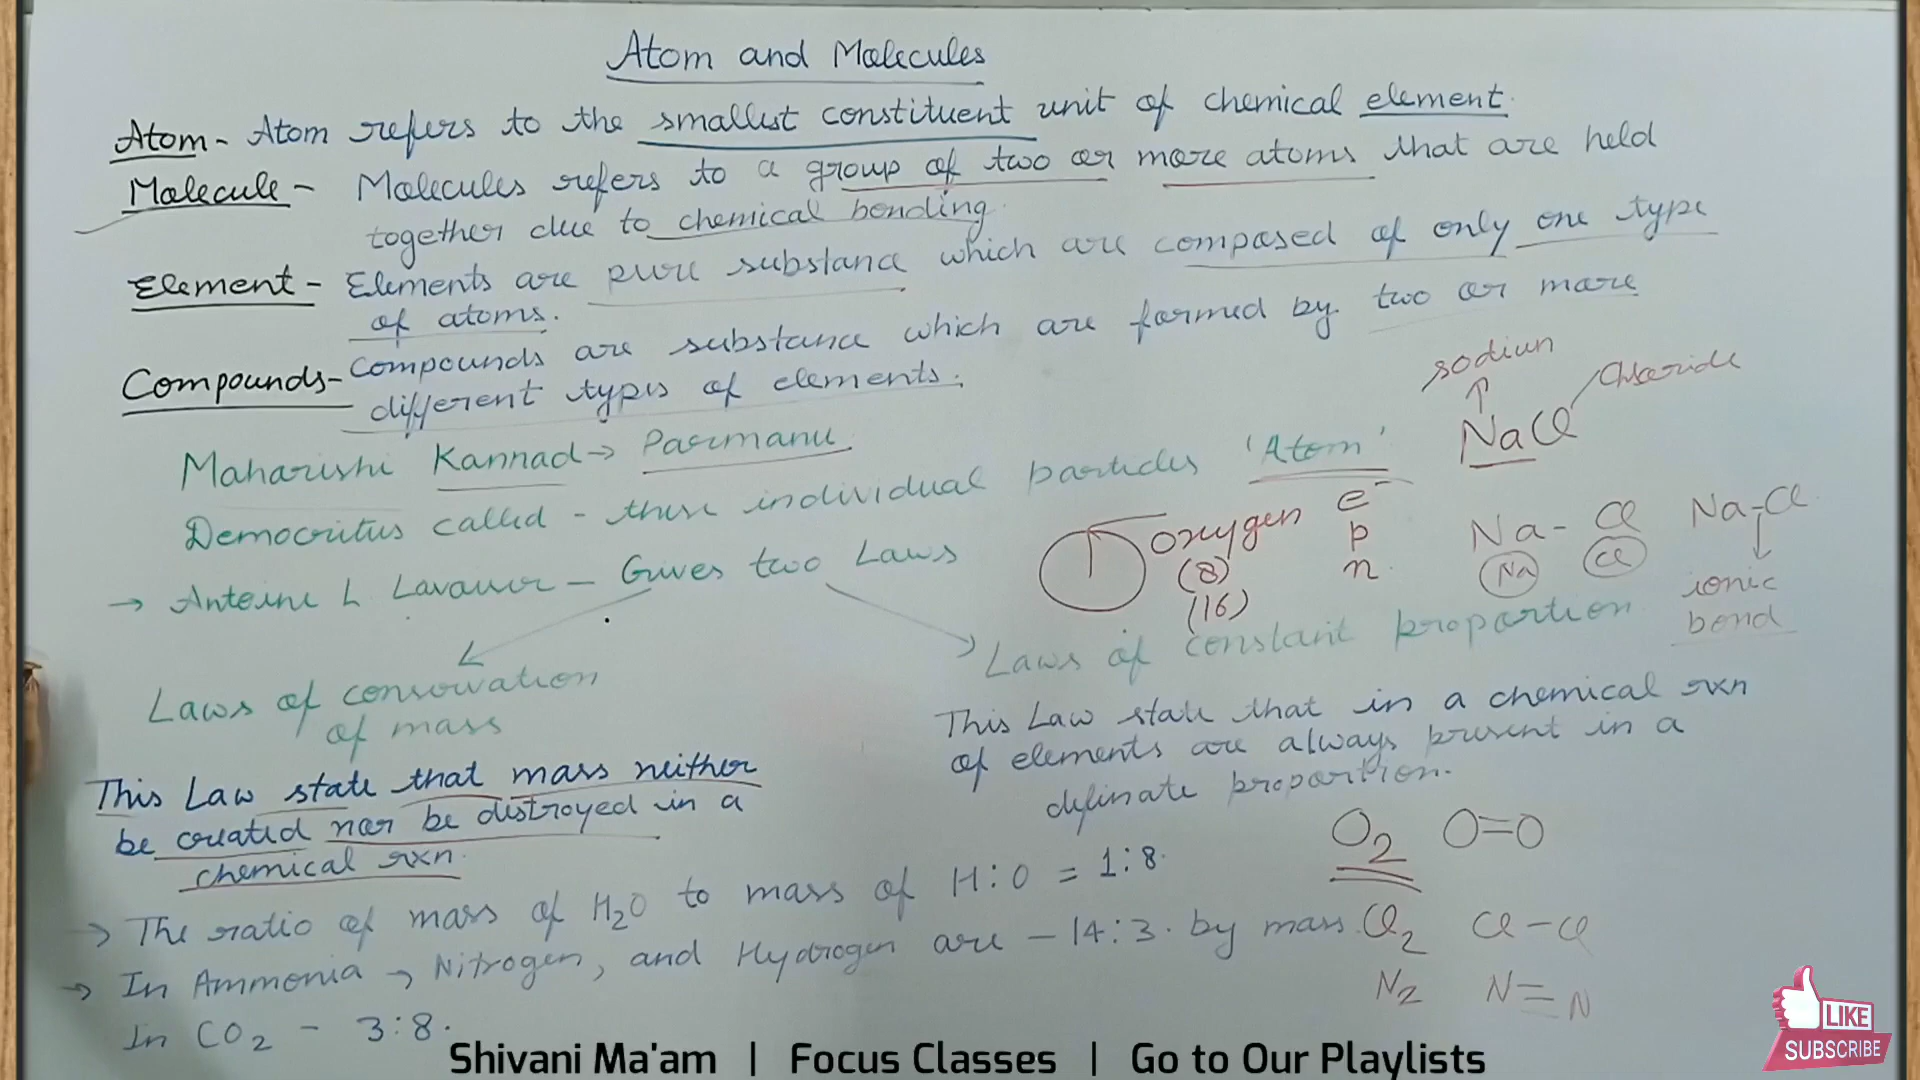 Atom and Molecules
Atom - Atom refers to the smallest constituent unit of chemical element.
Molecule - Molecules refers to a group of two or more atoms that are held
together due to chemical bonding.
Element - Elements are pure substance which are composed of only one type
of atoms.
Compounds - Compounds are substance which are formed by two or more
different types of elements.
sodium
Chloride
NaCl
Maharishi Kannad → Parmanu
Democritus called - these individual particles 'Atom'
oxygen
(8)
(16)
e⁻
p
n
Na - Cl
Na Cl
Na-Cl
ionic
bond
→ Antoine L Lavausier - Gives two Laws
Laws of conservation
of mass
This Law state that mass neither
be created nor be distroyed in a
chemical rxn.
Laws of constant proportion
This Law state that in a chemical rxn
of elements are always present in a
definate proportion.
O₂ O=O
→ The ratio of mass of H₂O to mass of H:O = 1:8.
Cl₂ Cl-Cl
→ In Ammonia → Nitrogen, and Hydrogen are - 14:3. by mass.
N₂ N≡N
In CO₂ - 3:8.
Shivani Ma'am | Focus Classes | Go to Our Playlists
LIKE
SUBSCRIBE